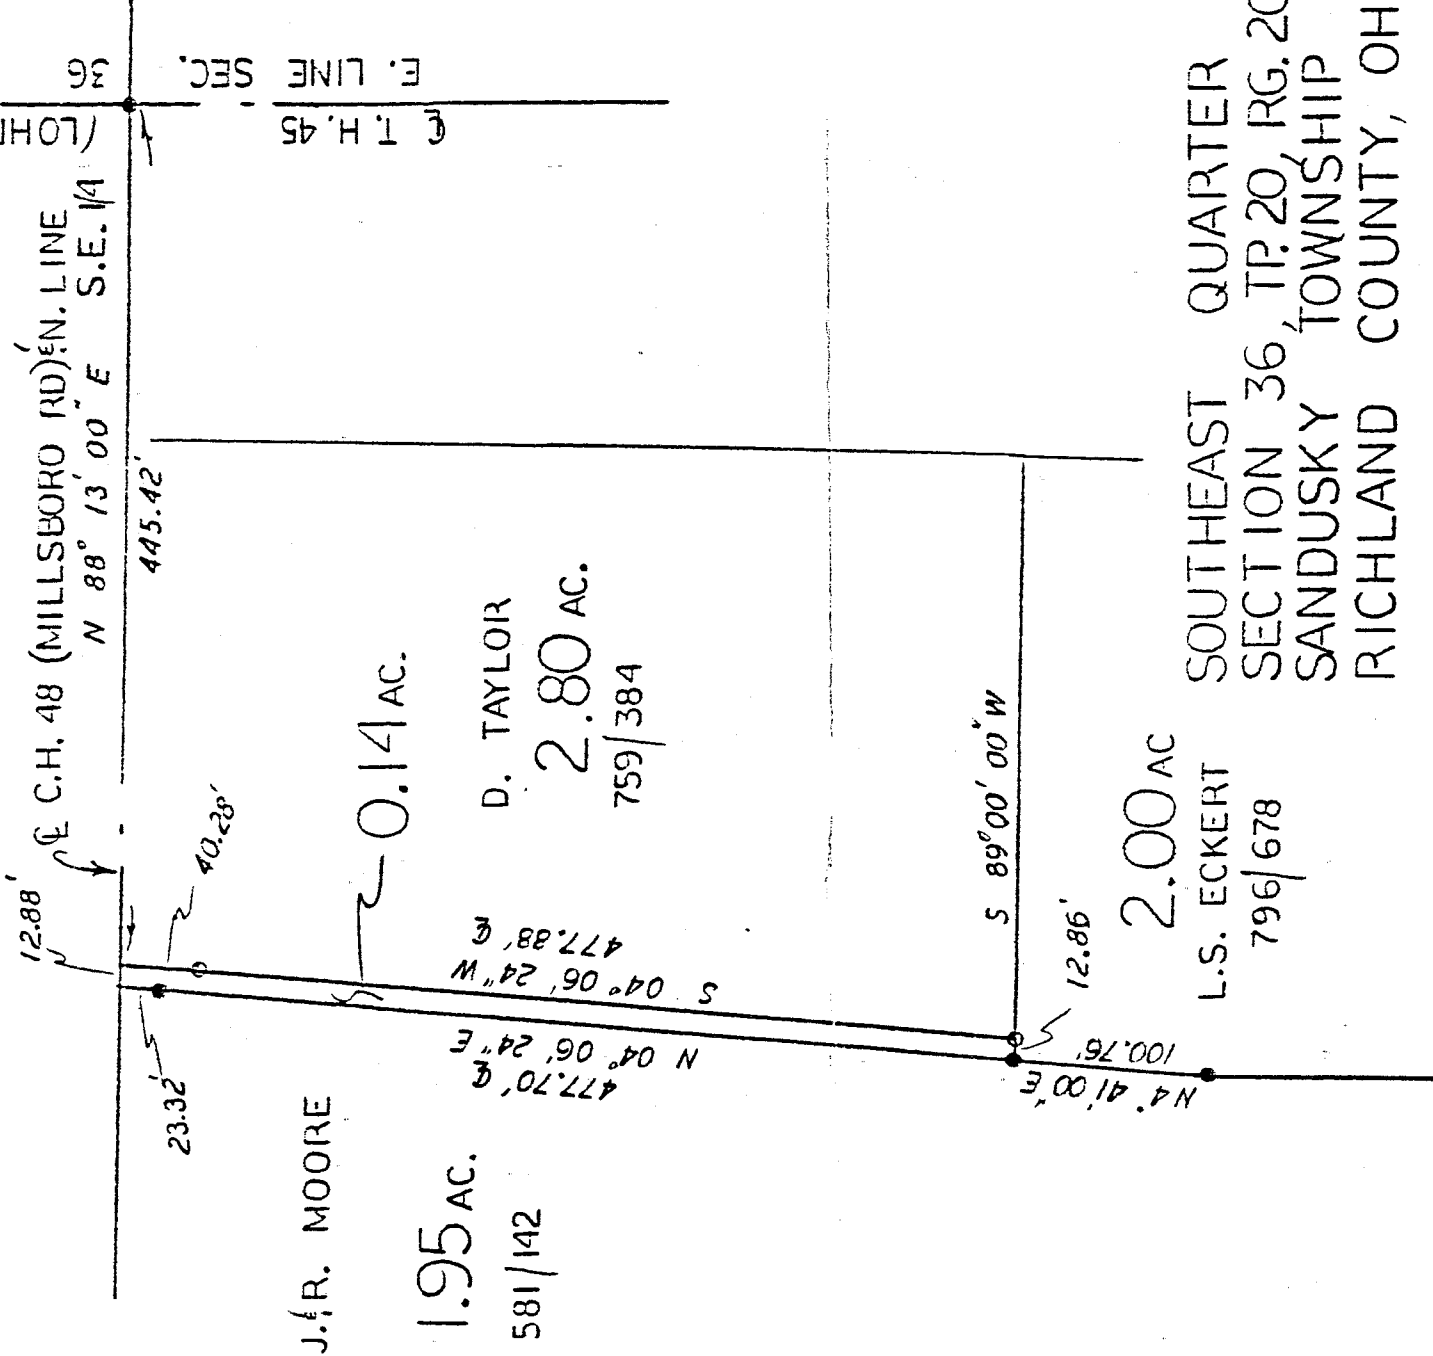 36
E. LINE SEC.
℄ T. H. 45
(LOH
℄ C.H. 48 (MILLSBORO RD) & N. LINE
N 88° 13' 00" E S.E. 1/4
445.42'
12.88'
40.28'
23.32'
0.14 AC.
D. TAYLOR
2.80 AC.
759/384
S 04° 06' 24" W
477.88' ℄
N 04° 06' 24" E
477.70' ℄
S 89° 00' 00" W
12.86'
N 4° 41' 00" E
100.76'
J. & R. MOORE
1.95 AC.
581/142
2.00 AC
L.S. ECKERT
796/678
SOUTHEAST QUARTER
SECTION 36, TP. 20, RG. 20
SANDUSKY TOWNSHIP
RICHLAND COUNTY, OH